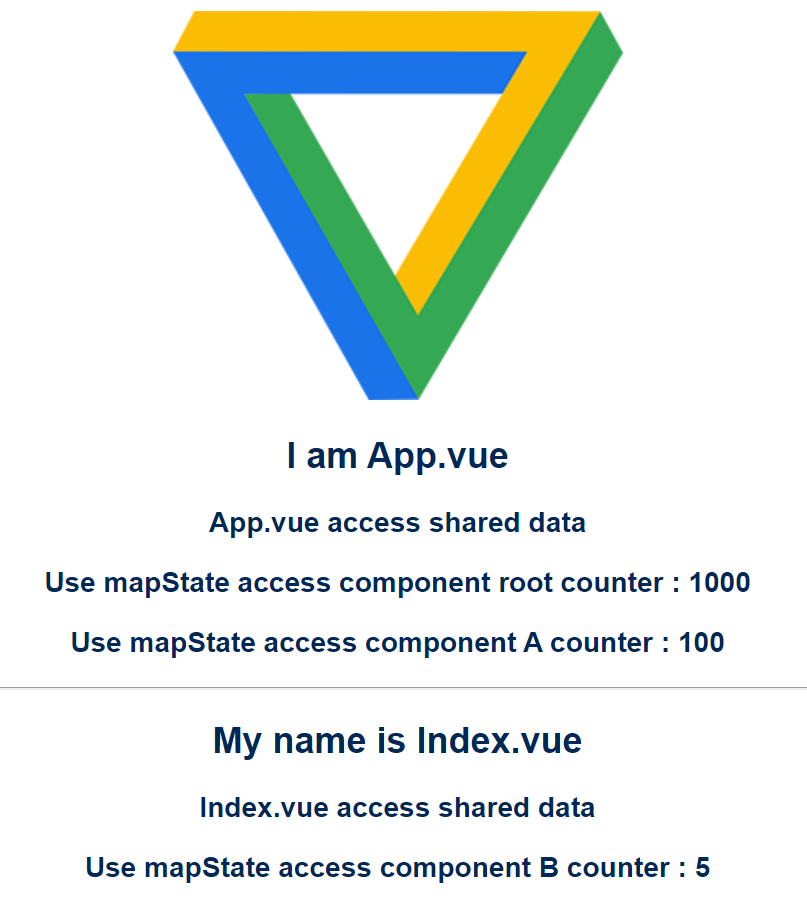 I am App.vue
App.vue access shared data
Use mapState access component root counter : 1000
Use mapState access component A counter : 100
My name is Index.vue
Index.vue access shared data
Use mapState access component B counter : 5